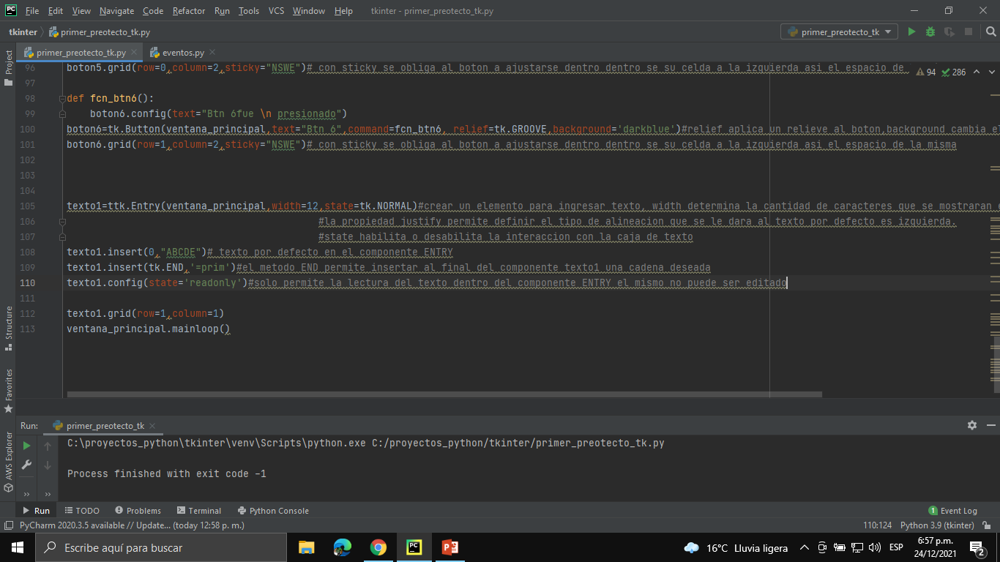 PC File Edit View Navigate Code Refactor Run Tools VCS Window Help tkinter - primer_preotecto_tk.py
tkinter primer_preotecto_tk.py primer_preotecto_tk
primer_preotecto_tk.py eventos.py
Project
94 286
96 boton5.grid(row=0,column=2,sticky="NSWE")# con sticky se obliga al boton a ajustarse dentro dentro se su celda a la izquierda asi el espacio de
97
98 def fcn_btn6():
99 boton6.config(text="Btn 6fue \n presionado")
100 boton6=tk.Button(ventana_principal,text="Btn 6",command=fcn_btn6, relief=tk.GROOVE,background='darkblue')#relief aplica un relieve al boton,background cambia el
101 boton6.grid(row=1,column=2,sticky="NSWE")# con sticky se obliga al boton a ajustarse dentro dentro se su celda a la izquierda asi el espacio de la misma
102
103
104
105 texto1=ttk.Entry(ventana_principal,width=12,state=tk.NORMAL)#crear un elemento para ingresar texto, width determina la cantidad de caracteres que se mostraran
106 #la propiedad justify permite definir el tipo de alineacion que se le dara al texto por defecto es izquierda.
107 #state habilita o desabilita la interaccion con la caja de texto
108 texto1.insert(0,"ABCDE")# texto por defecto en el componente ENTRY
109 texto1.insert(tk.END,'=prim')#el metodo END permite insertar al final del componente texto1 una cadena deseada
110 texto1.config(state='readonly')#solo permite la lectura del texto dentro del componente ENTRY el mismo no puede ser editado
111
112 texto1.grid(row=1,column=1)
113 ventana_principal.mainloop()
Structure
Favorites
AWS Explorer
Run: primer_preotecto_tk
C:\proyectos_python\tkinter\venv\Scripts\python.exe C:/proyectos_python/tkinter/primer_preotecto_tk.py
Process finished with exit code -1
Run TODO Problems Terminal Python Console 1 Event Log
PyCharm 2020.3.5 available // Update... (today 12:58 p. m.) 110:124 Python 3.9 (tkinter)
Escribe aquí para buscar PC P 16°C Lluvia ligera ESP 6:57 p.m.
24/12/2021 2